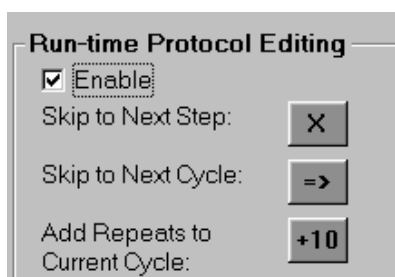 Run-time Protocol Editing
Enable
Skip to Next Step: X
Skip to Next Cycle: =>
Add Repeats to +10
Current Cycle: